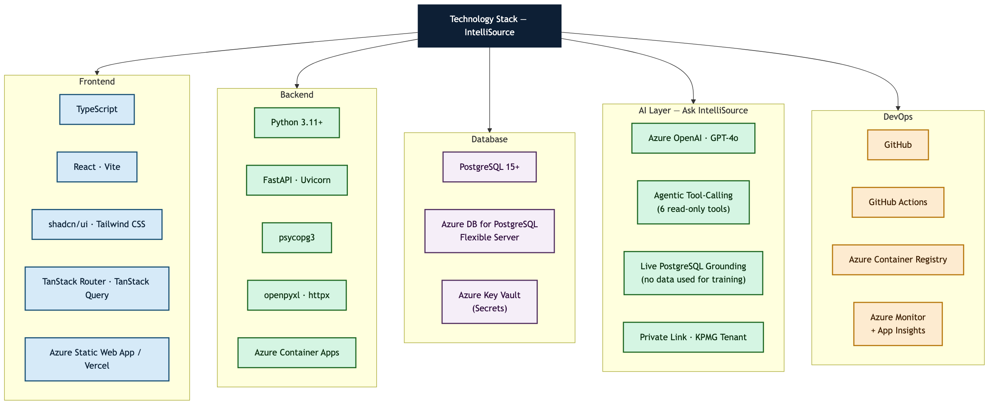 Technology Stack —
IntelliSource
Frontend
TypeScript
React · Vite
shadcn/ui · Tailwind CSS
TanStack Router · TanStack
Query
Azure Static Web App /
Vercel
Backend
Python 3.11+
FastAPI · Uvicorn
psycopg3
openpyxl · httpx
Azure Container Apps
Database
PostgreSQL 15+
Azure DB for PostgreSQL
Flexible Server
Azure Key Vault
(Secrets)
AI Layer — Ask IntelliSource
Azure OpenAI · GPT-4o
Agentic Tool-Calling
(6 read-only tools)
Live PostgreSQL Grounding
(no data used for training)
Private Link · KPMG Tenant
DevOps
GitHub
GitHub Actions
Azure Container Registry
Azure Monitor
+ App Insights